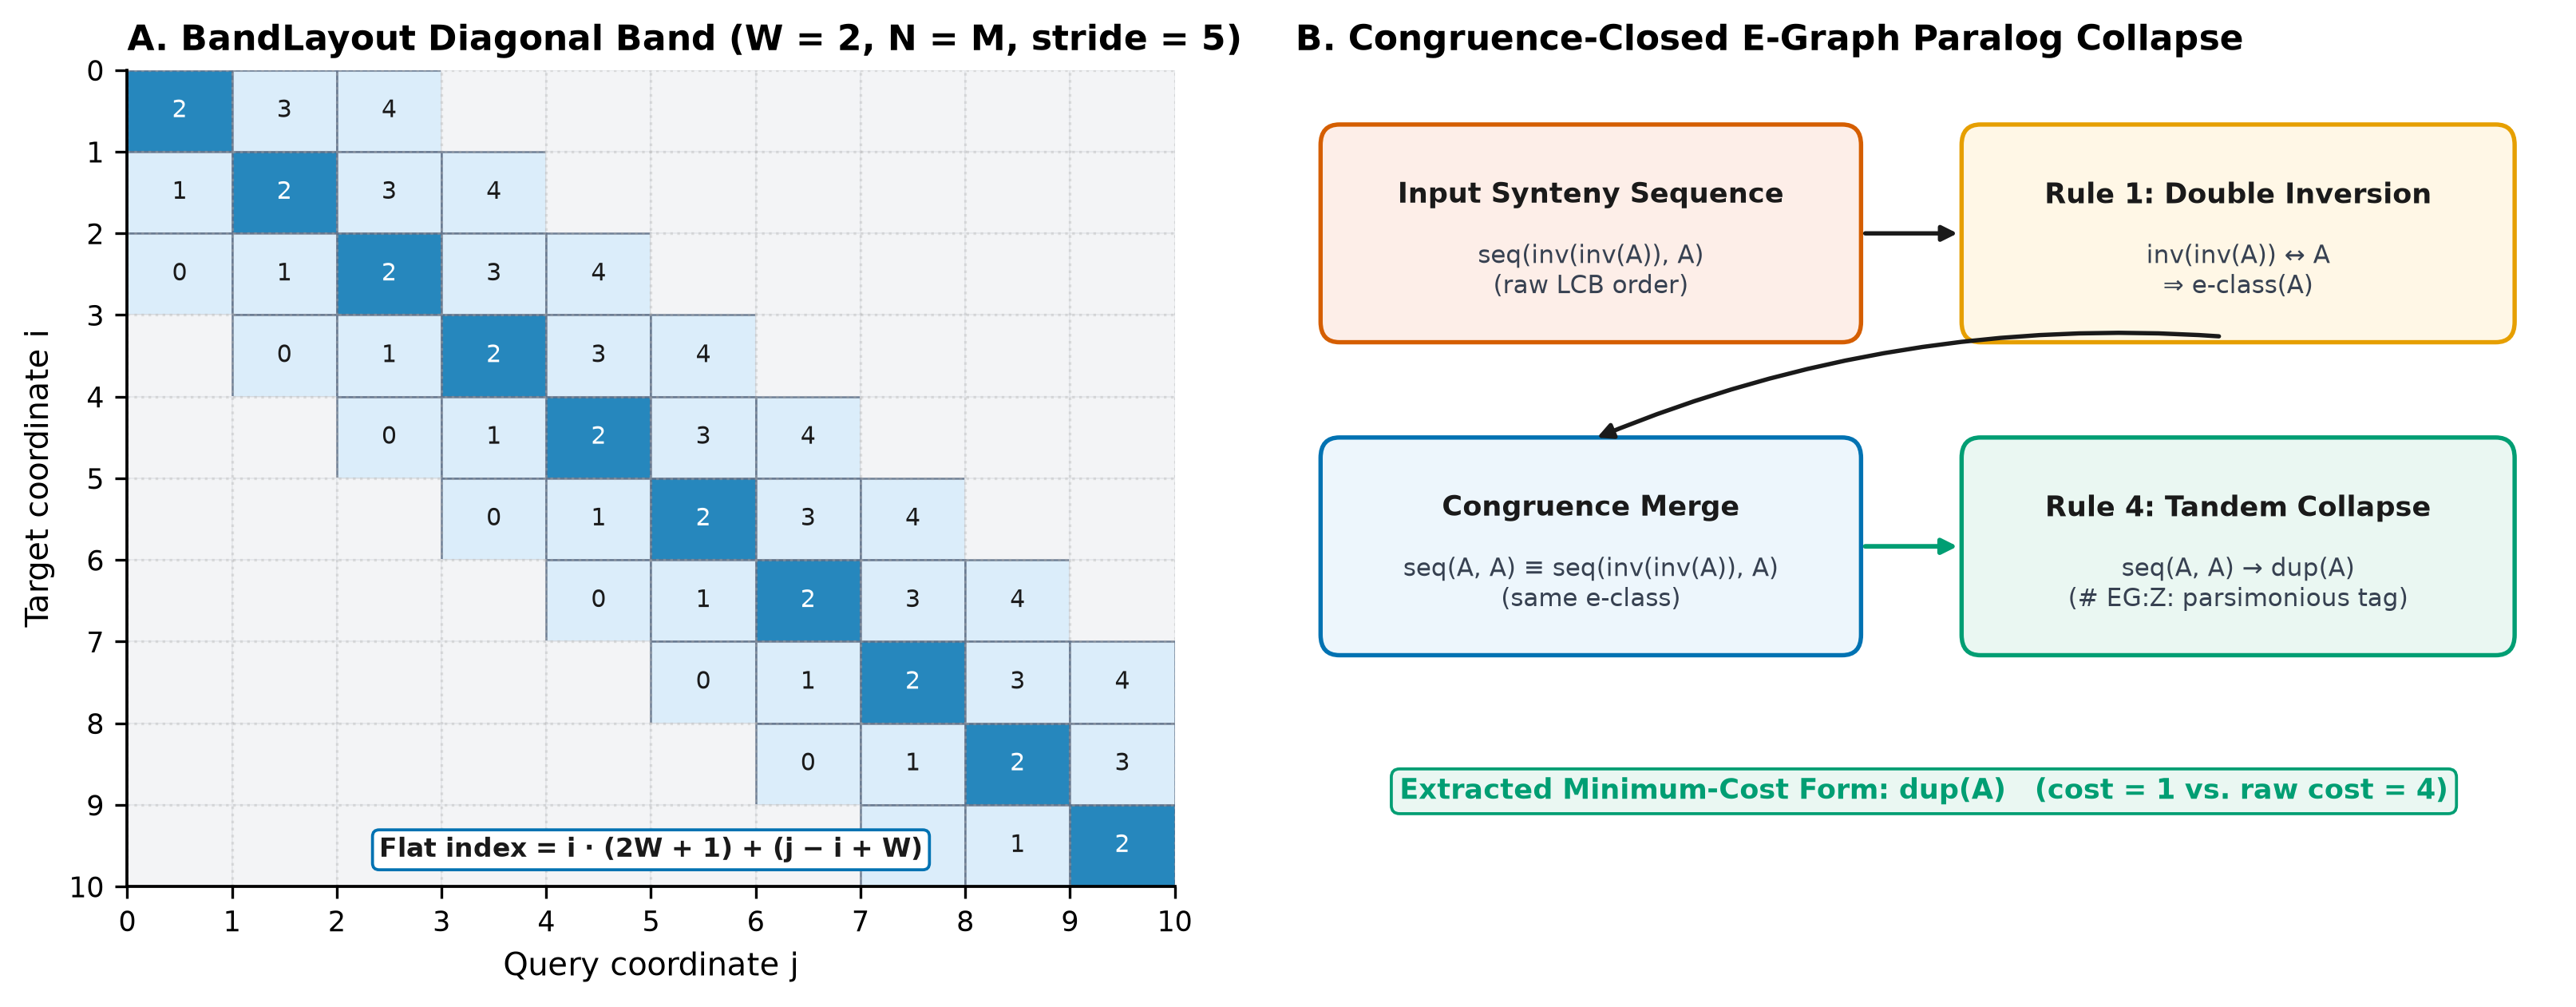 A. BandLayout Diagonal Band (W = 2, N = M, stride = 5)
0
1
2
3
4
5
6
7
8
9
10
Target coordinate i
2 3 4
1 2 3 4
0 1 2 3 4
0 1 2 3 4
0 1 2 3 4
0 1 2 3 4
0 1 2 3 4
0 1 2 3 4
0 1 2 3
1 2
Flat index = i · (2W + 1) + (j − i + W)
0 1 2 3 4 5 6 7 8 9 10
Query coordinate j
B. Congruence-Closed E-Graph Paralog Collapse
Input Synteny Sequence
seq(inv(inv(A)), A)
(raw LCB order)
Rule 1: Double Inversion
inv(inv(A)) ↔ A
⇒ e-class(A)
Congruence Merge
seq(A, A) ≡ seq(inv(inv(A)), A)
(same e-class)
Rule 4: Tandem Collapse
seq(A, A) → dup(A)
(# EG:Z: parsimonious tag)
Extracted Minimum-Cost Form: dup(A) (cost = 1 vs. raw cost = 4)